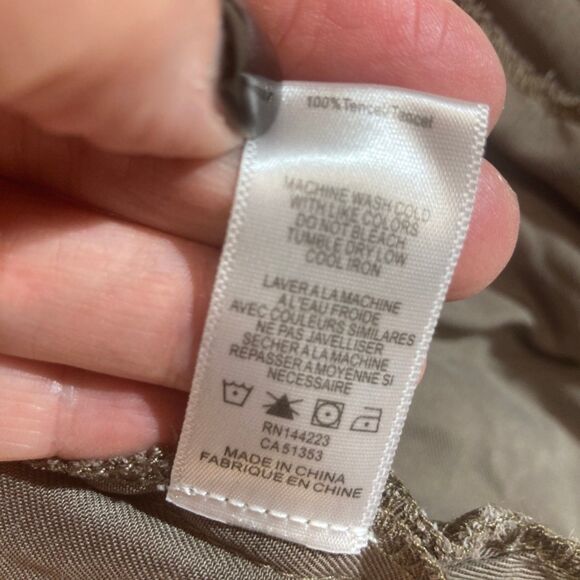 100% Tencel/Tencel
MACHINE WASH COLD
WITH LIKE COLORS
DO NOT BLEACH
TUMBLE DRY LOW
COOL IRON
LAVER A LA MACHINE
A L'EAU FROIDE
AVEC COULEURS SIMILAIRES
NE PAS JAVELLISER
SECHER A LA MACHINE
REPASSER A MOYENNE SI
NECESSAIRE
RN144223
CA51353
MADE IN CHINA
FABRIQUE EN CHINE